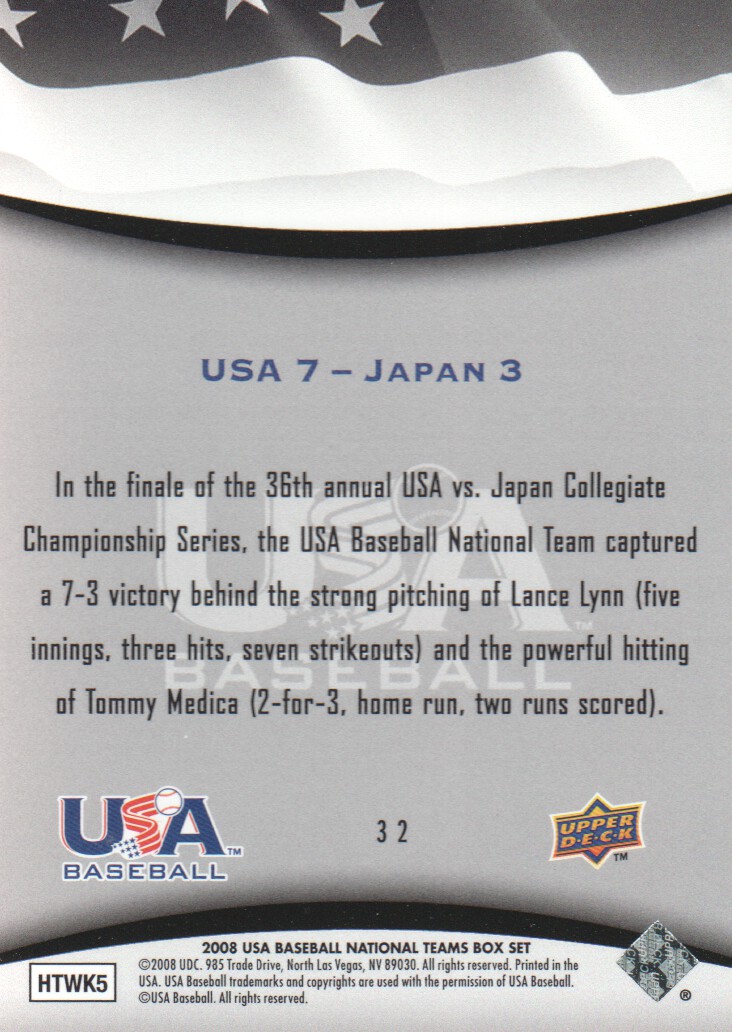 USA 7 – JAPAN 3
In the finale of the 36th annual USA vs. Japan Collegiate
Championship Series, the USA Baseball National Team captured
a 7-3 victory behind the strong pitching of Lance Lynn (five
innings, three hits, seven strikeouts) and the powerful hitting
of Tommy Medica (2-for-3, home run, two runs scored).
USA BASEBALL™
USA
BASEBALL™
32
UPPER
D·E·C·K
™
2008 USA BASEBALL NATIONAL TEAMS BOX SET
HTWK5
©2008 UDC. 985 Trade Drive, North Las Vegas, NV 89030. All rights reserved. Printed in the
USA. USA Baseball trademarks and copyrights are used with the permission of USA Baseball.
©USA Baseball. All rights reserved.
®